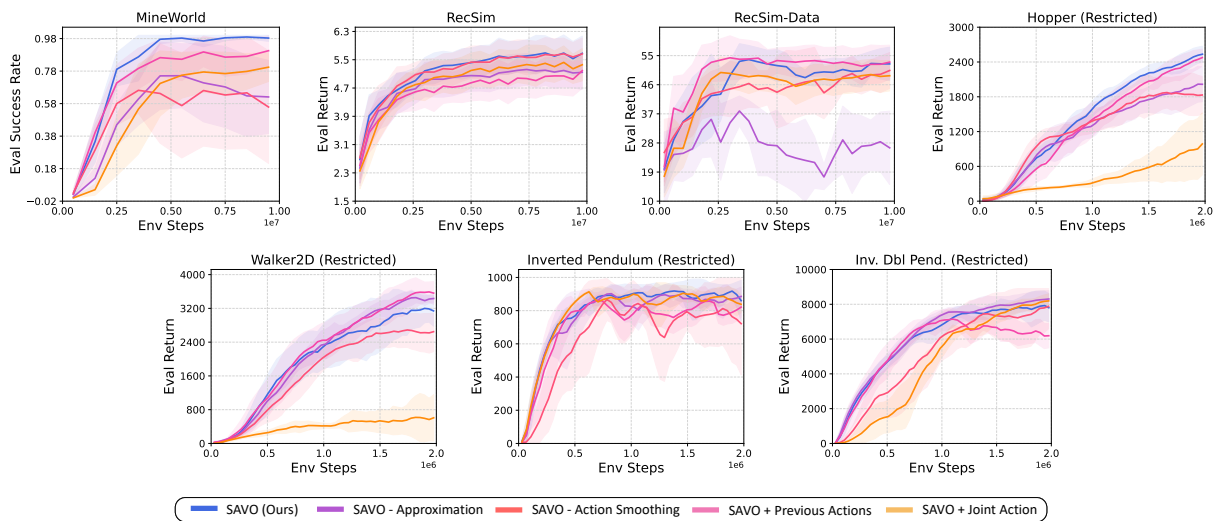 MineWorld
Eval Success Rate
0.98
0.78
0.58
0.38
0.18
−0.02
0.00 0.25 0.50 0.75 1.00
1e7
Env Steps
RecSim
Eval Return
6.3
5.5
4.7
3.9
3.1
2.3
1.5
0.00 0.25 0.50 0.75 1.00
1e7
Env Steps
RecSim-Data
Eval Return
55
46
37
28
19
10
0.00 0.25 0.50 0.75 1.00
1e7
Env Steps
Hopper (Restricted)
Eval Return
3000
2400
1800
1200
600
0
0.0 0.5 1.0 1.5 2.0
1e6
Env Steps
Walker2D (Restricted)
Eval Return
4000
3200
2400
1600
800
0
0.0 0.5 1.0 1.5 2.0
1e6
Env Steps
Inverted Pendulum (Restricted)
Eval Return
1000
800
600
400
200
0
0.0 0.5 1.0 1.5 2.0
1e6
Env Steps
Inv. Dbl Pend. (Restricted)
Eval Return
10000
8000
6000
4000
2000
0
0.0 0.5 1.0 1.5 2.0
1e6
Env Steps
SAVO (Ours) SAVO - Approximation SAVO - Action Smoothing SAVO + Previous Actions SAVO + Joint Action